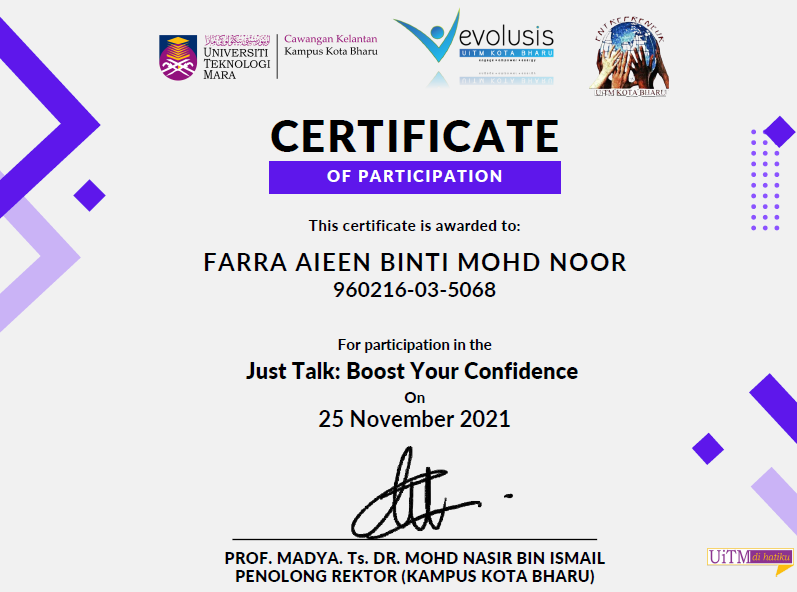 UNIVERSITI
TEKNOLOGI
MARA
Cawangan Kelantan
Kampus Kota Bharu
evolusis
UiTM KOTA BHARU
engage empower energy
ENTREPRENEUR
UiTM KOTA BHARU
CERTIFICATE
OF PARTICIPATION
This certificate is awarded to:
FARRA AIEEN BINTI MOHD NOOR
960216-03-5068
For participation in the
Just Talk: Boost Your Confidence
On
25 November 2021
PROF. MADYA. Ts. DR. MOHD NASIR BIN ISMAIL
PENOLONG REKTOR (KAMPUS KOTA BHARU)
UiTM di hatiku